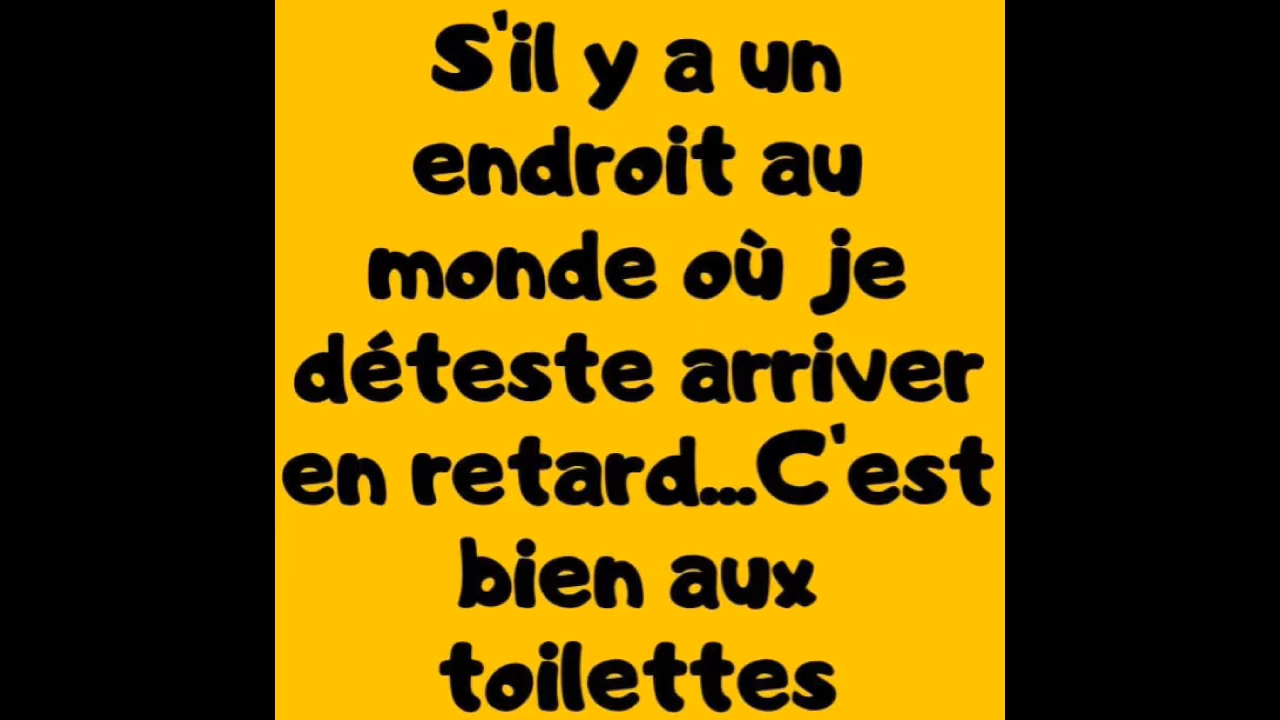 S'il y a un
endroit au
monde où je
déteste arriver
en retard...C'est
bien aux
toilettes